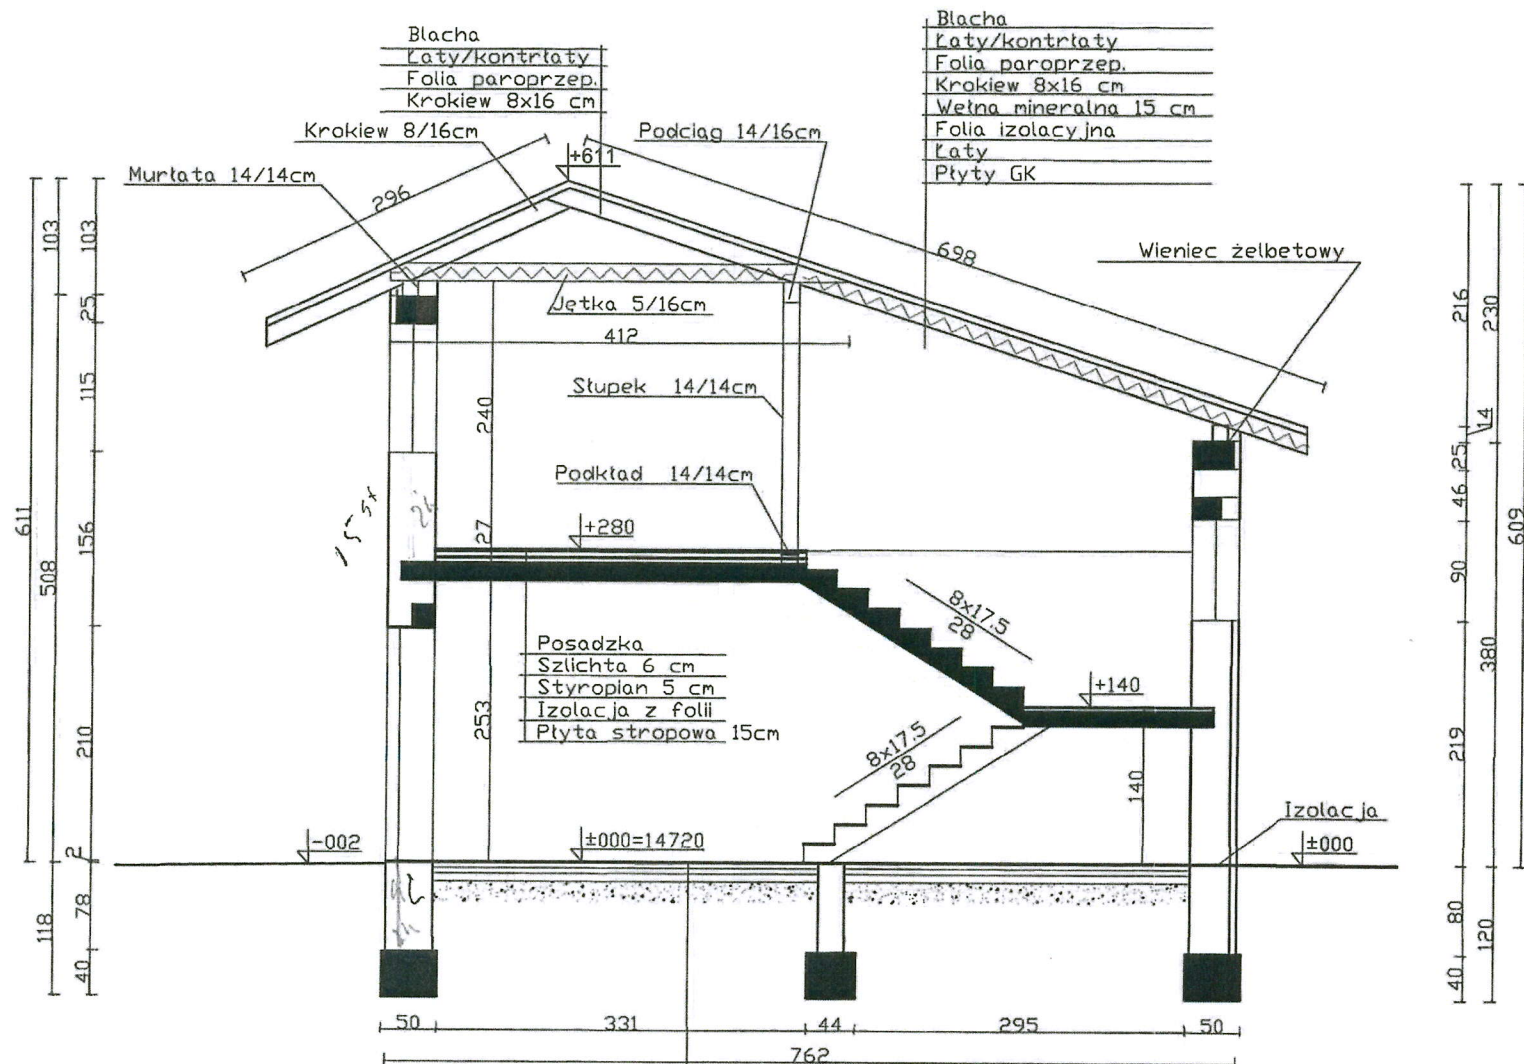 Blacha
Łaty/kontrłaty
Folia paroprzep.
Krokiew 8x16 cm
Blacha
Łaty/kontrłaty
Folia paroprzep.
Krokiew 8x16 cm
Wełna mineralna 15 cm
Folia izolacyjna
Łaty
Płyty GK
Krokiew 8/16cm
Podciąg 14/16cm
+611
Murłata 14/14cm
296
698
Wieniec żelbetowy
Jętka 5/16cm
412
Słupek 14/14cm
240
Podkład 14/14cm
27
+280
8x17.5
28
Posadzka
Szlichta 6 cm
Styropian 5 cm
Izolacja z folii
Płyta stropowa 15cm
253
+140
8x17.5
28
140
Izolacja
-002
±000=14720
±000
611
103
508
118
103
25
115
156
210
2
78
40
216
25
46
90
219
80
40
230
14
380
120
609
50
331
44
295
50
762